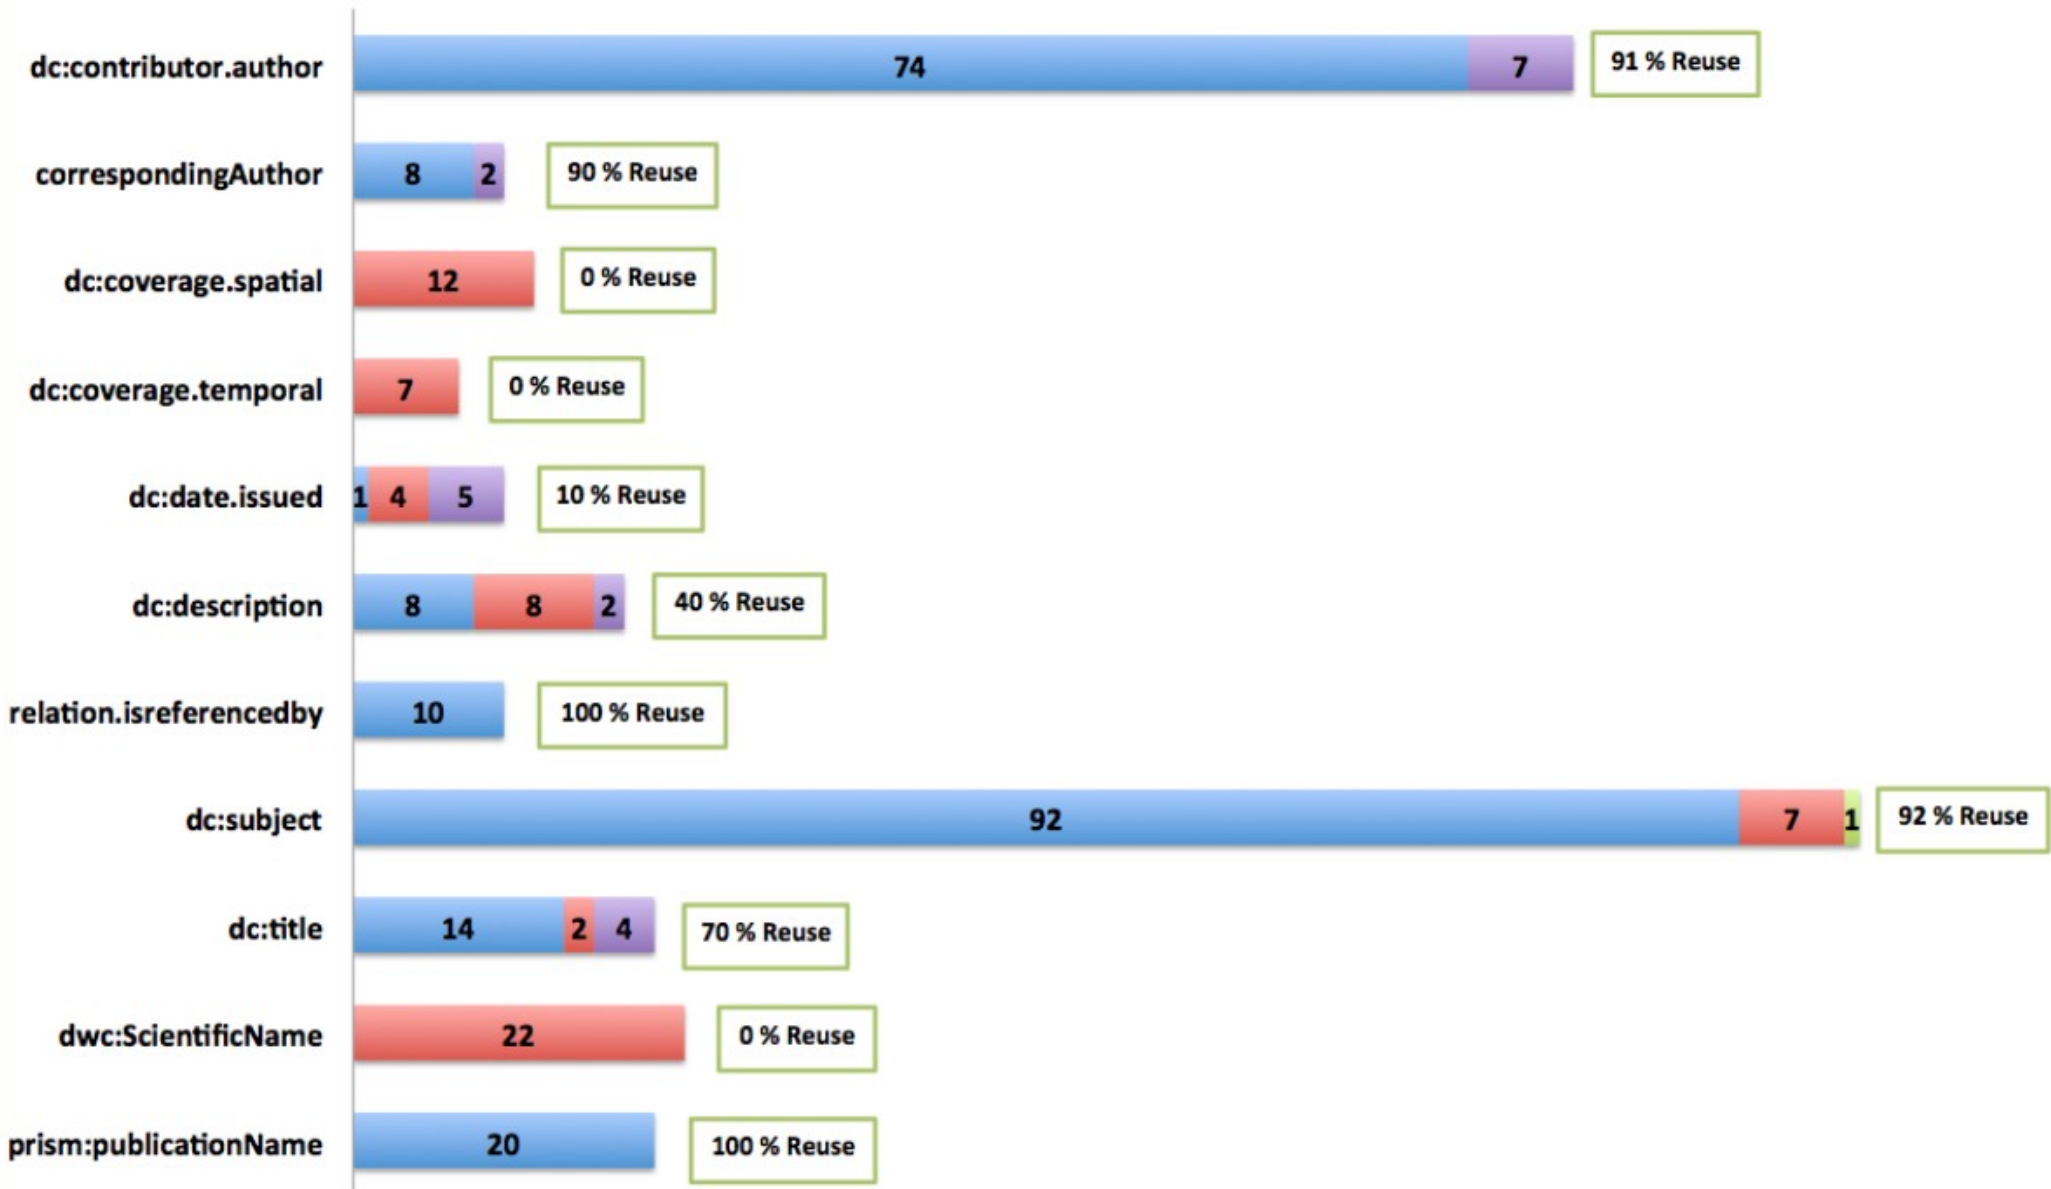 dc:contributor.author 74 7 91 % Reuse
correspondingAuthor 8 2 90 % Reuse
dc:coverage.spatial 12 0 % Reuse
dc:coverage.temporal 7 0 % Reuse
dc:date.issued 1 4 5 10 % Reuse
dc:description 8 8 2 40 % Reuse
relation.isreferencedby 10 100 % Reuse
dc:subject 92 7 1 92 % Reuse
dc:title 14 2 4 70 % Reuse
dwc:ScientificName 22 0 % Reuse
prism:publicationName 20 100 % Reuse